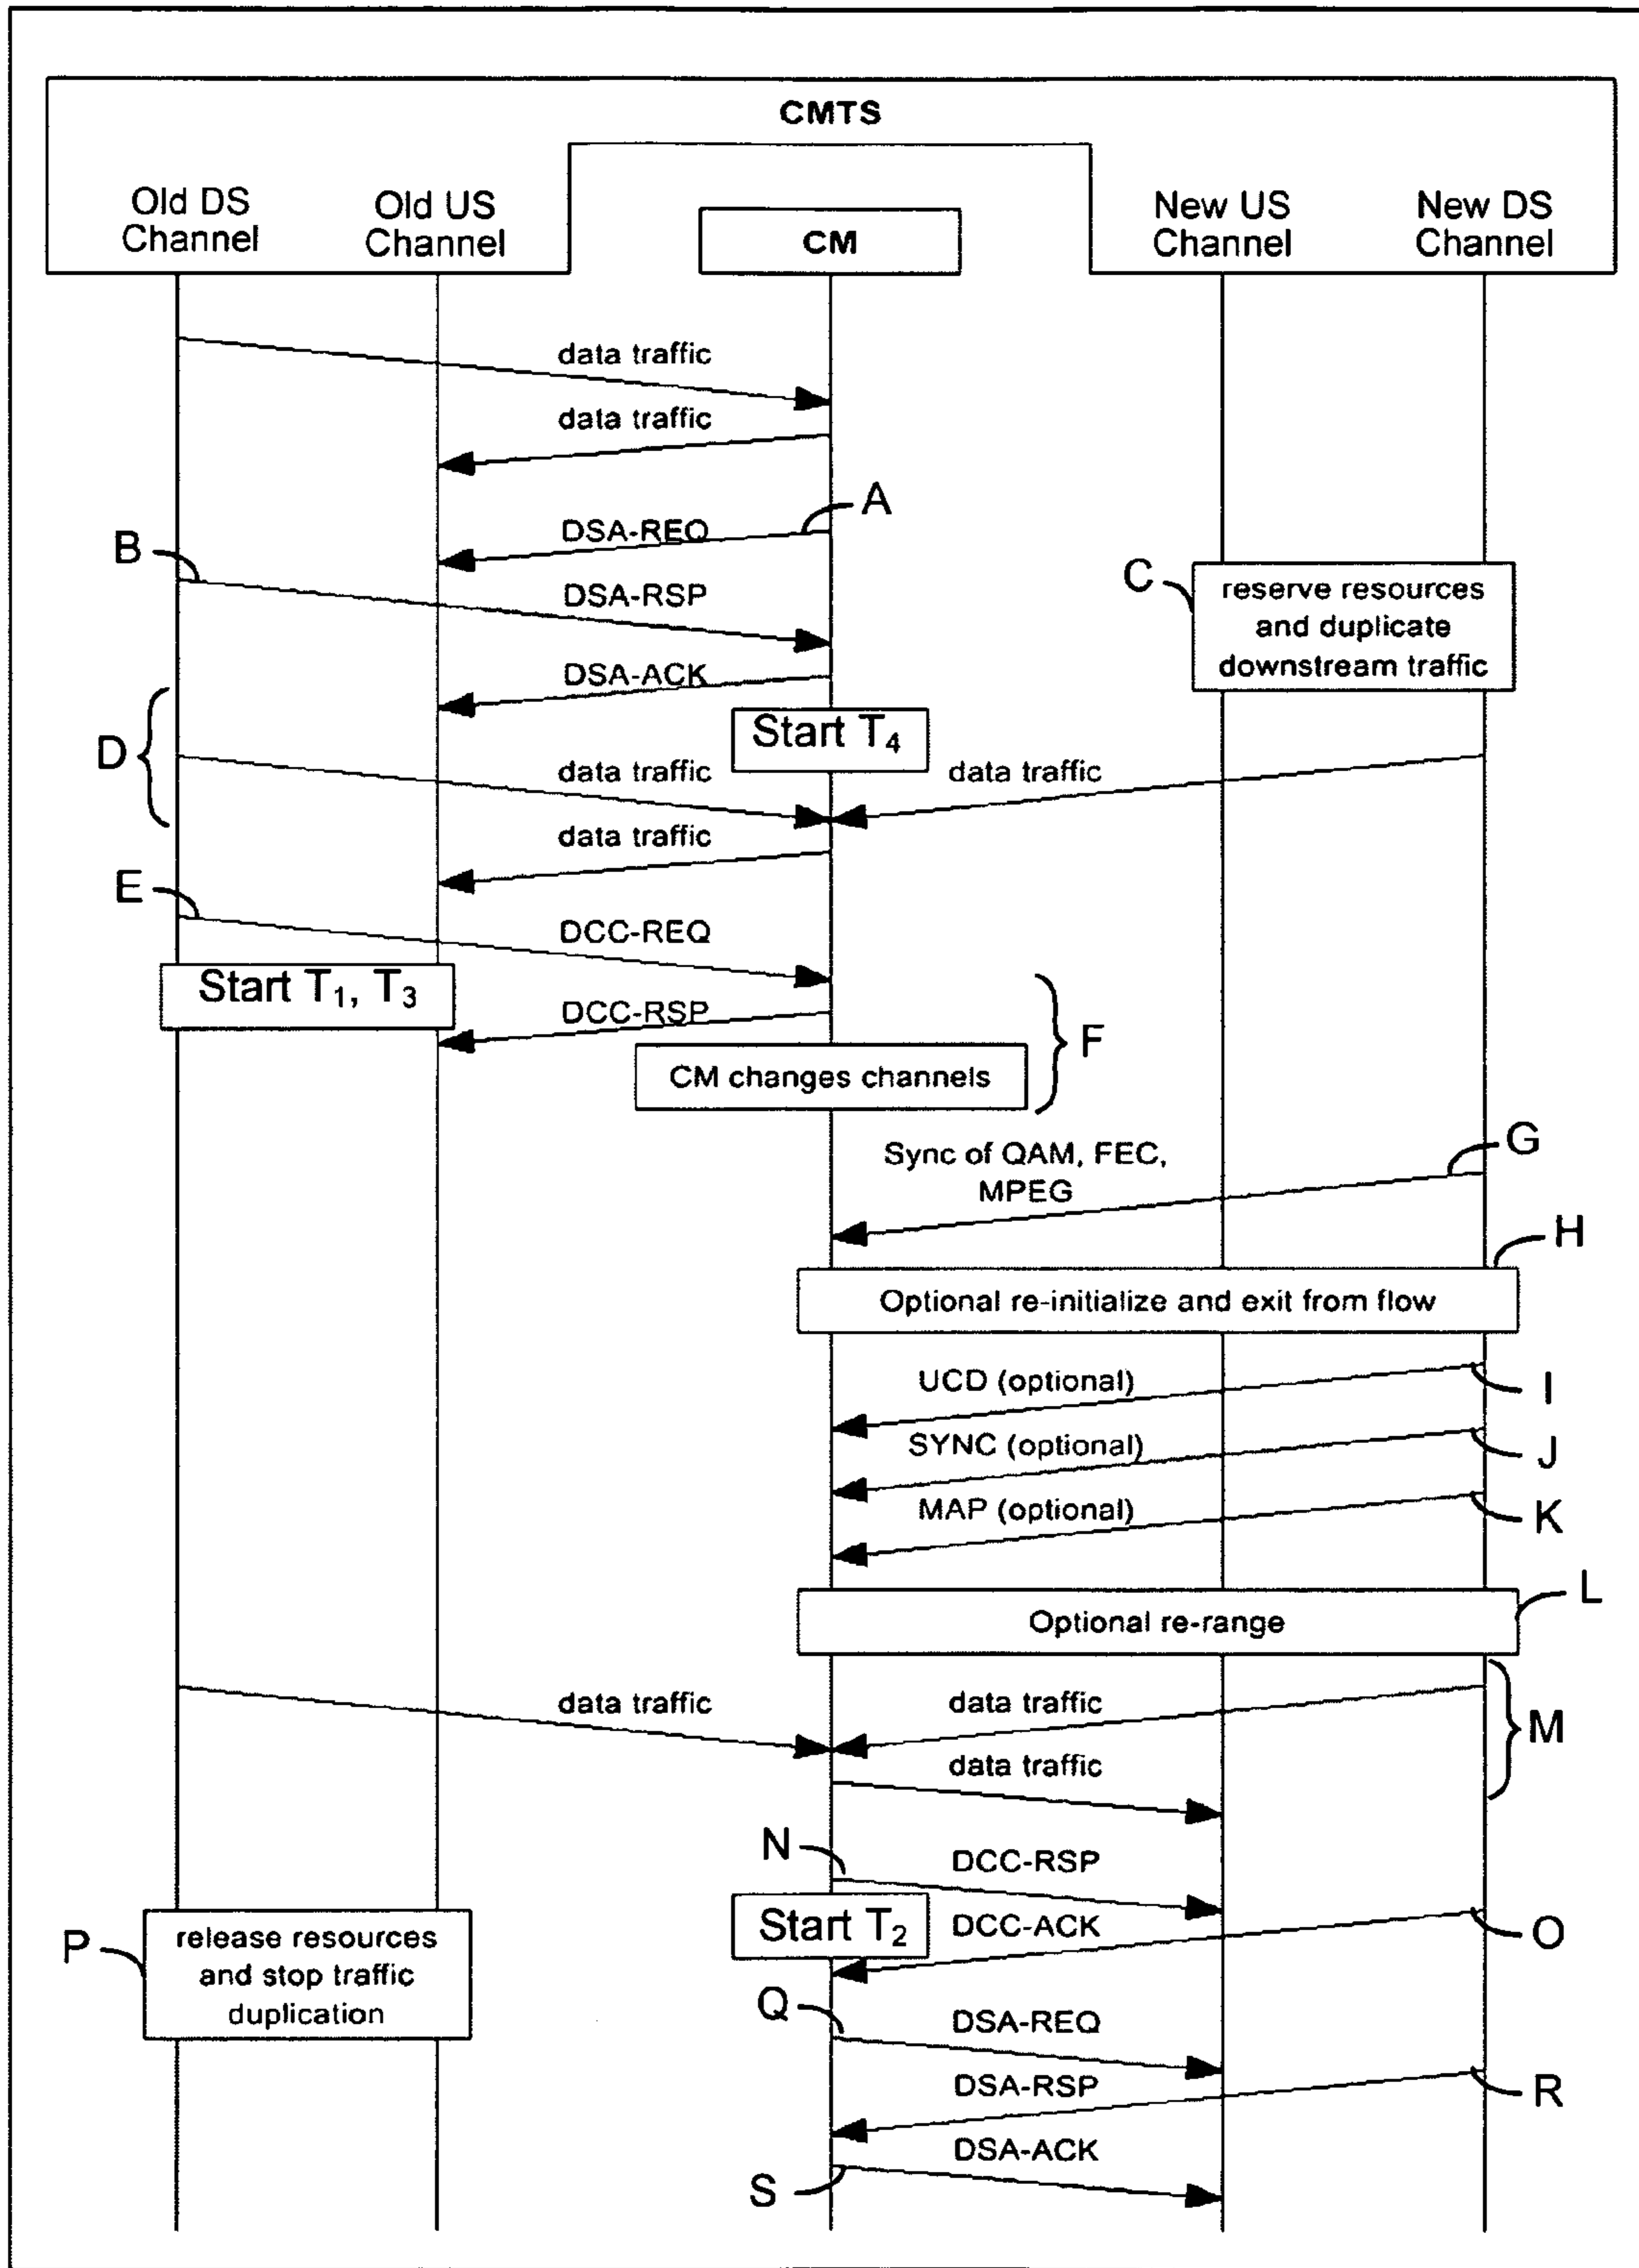 CMTS
Old DS
Channel
Old US
Channel
CM
New US
Channel
New DS
Channel
data traffic
data traffic
A
DSA-REQ
B
DSA-RSP
C
reserve resources
and duplicate
downstream traffic
DSA-ACK
D
Start T4
data traffic
data traffic
data traffic
E
DCC-REQ
Start T1, T3
DCC-RSP
F
CM changes channels
G
Sync of QAM, FEC,
MPEG
H
Optional re-initialize and exit from flow
UCD (optional)
I
SYNC (optional)
J
MAP (optional)
K
L
Optional re-range
data traffic
data traffic
M
data traffic
N
DCC-RSP
Start T2
DCC-ACK
O
P
release resources
and stop traffic
duplication
Q
DSA-REQ
DSA-RSP
R
DSA-ACK
S